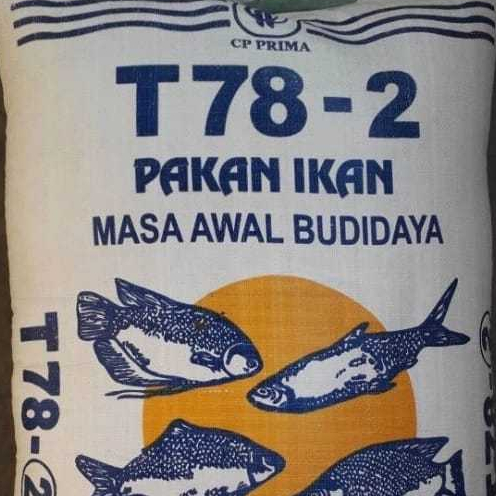 CP PRIMA
T78-2
PAKAN IKAN
MASA AWAL BUDIDAYA
T78-2